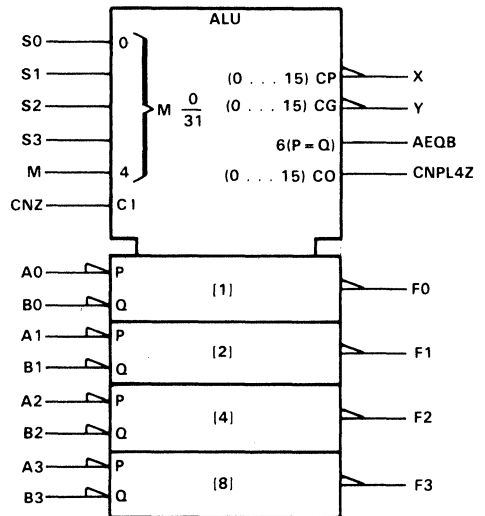 ALU
S0 0
S1 (0 . . . 15) CP X
S2 M 0/31 (0 . . . 15) CG Y
S3 6(P = Q) AEQB
M 4 (0 . . . 15) CO CNPL4Z
CNZ CI
A0 P
B0 Q [1] F0
A1 P
B1 Q [2] F1
A2 P
B2 Q [4] F2
A3 P
B3 Q [8] F3